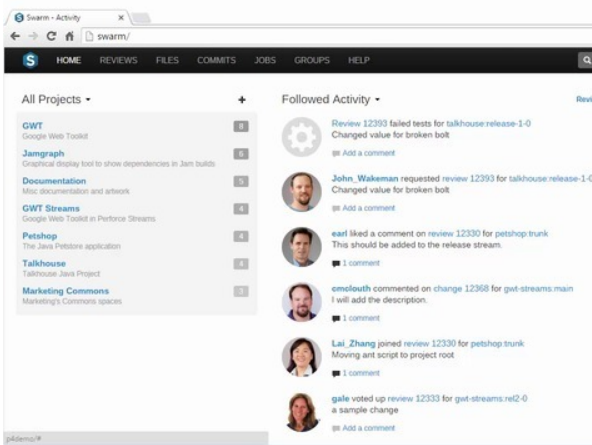 Swarm - Activity
swarm/
HOME REVIEWS FILES COMMITS JOBS GROUPS HELP
All Projects
GWT 8
Google Web Toolkit
Jamgraph 6
Graphical display tool to show dependencies in Jam builds
Documentation 5
Misc documentation and artwork
GWT Streams 4
Google Web Toolkit in Perforce Streams
Petshop 4
The Java Petstore application
Talkhouse 4
Talkhouse Java Project
Marketing Commons 3
Marketing's Commons spaces
Followed Activity
Revi
Review 12393 failed tests for talkhouse:release-1-0
Changed value for broken bolt
Add a comment
John_Wakeman requested review 12393 for talkhouse:release-1-0
Changed value for broken bolt
Add a comment
earl liked a comment on review 12330 for petshop:trunk
This should be added to the release stream.
1 comment
cmclouth commented on change 12368 for gwt-streams:main
I will add the description.
1 comment
Lai_Zhang joined review 12330 for petshop:trunk
Moving ant script to project root
1 comment
gale voted up review 12333 for gwt-streams:rel2-0
a sample change
Add a comment
p4demo/#